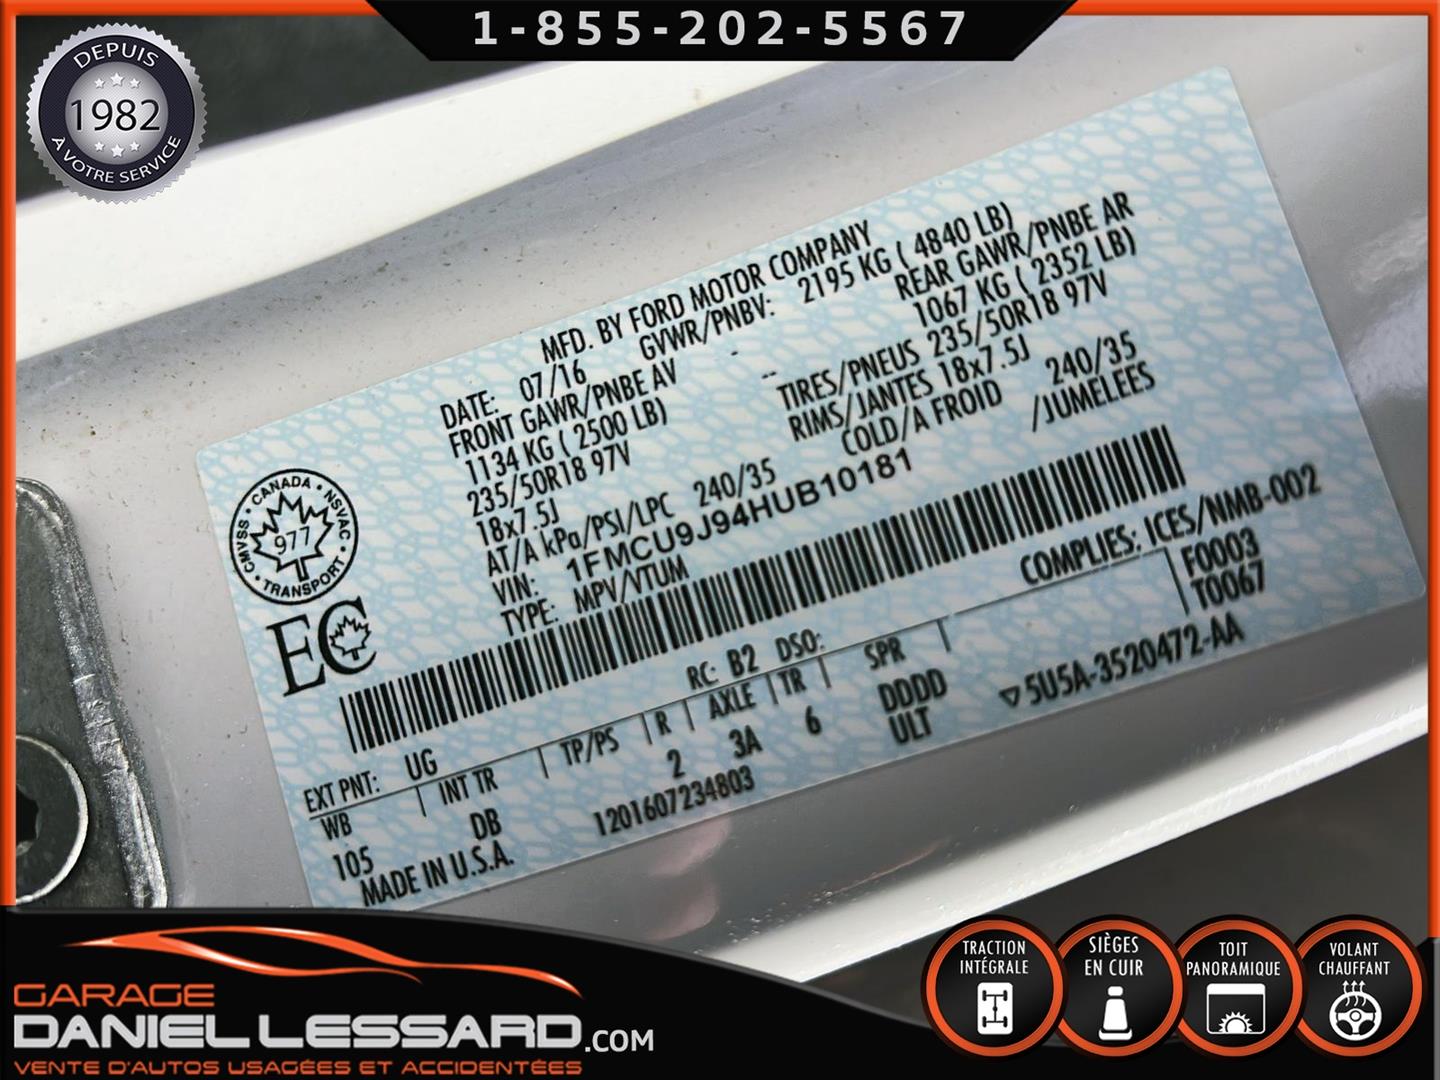 1-855-202-5567
DEPUIS
1982
À VOTRE SERVICE
MFD. BY FORD MOTOR COMPANY
DATE: 07/16 GVWR/PNBV: 2195 KG ( 4840 LB)
FRONT GAWR/PNBE AV REAR GAWR/PNBE AR
1134 KG ( 2500 LB) 1067 KG ( 2352 LB)
235/50R18 97V TIRES/PNEUS 235/50R18 97V
18x7.5J RIMS/JANTES 18x7.5J
AT/A kPa/PSI/LPC 240/35 COLD/A FROID 240/35
VIN: 1FMCU9J94HUB10181 /JUMELEES
TYPE: MPV/VTUM
CANADA • NSVAC • TRANSPORT • CMVSS •
977
EC
COMPLIES: ICES/NMB-002
EXT PNT: UG RC: B2 DSO: F0003
WB INT TR TP/PS R AXLE TR SPR T0067
105 DB 2 3A 6 DDDD
ULT
MADE IN U.S.A. 1201607234803 ▽5U5A-3520472-AA
GARAGE
DANIEL LESSARD.COM
VENTE D'AUTOS USAGÉES ET ACCIDENTÉES
TRACTION
INTÉGRALE
SIÈGES
EN CUIR
TOIT
PANORAMIQUE
VOLANT
CHAUFFANT